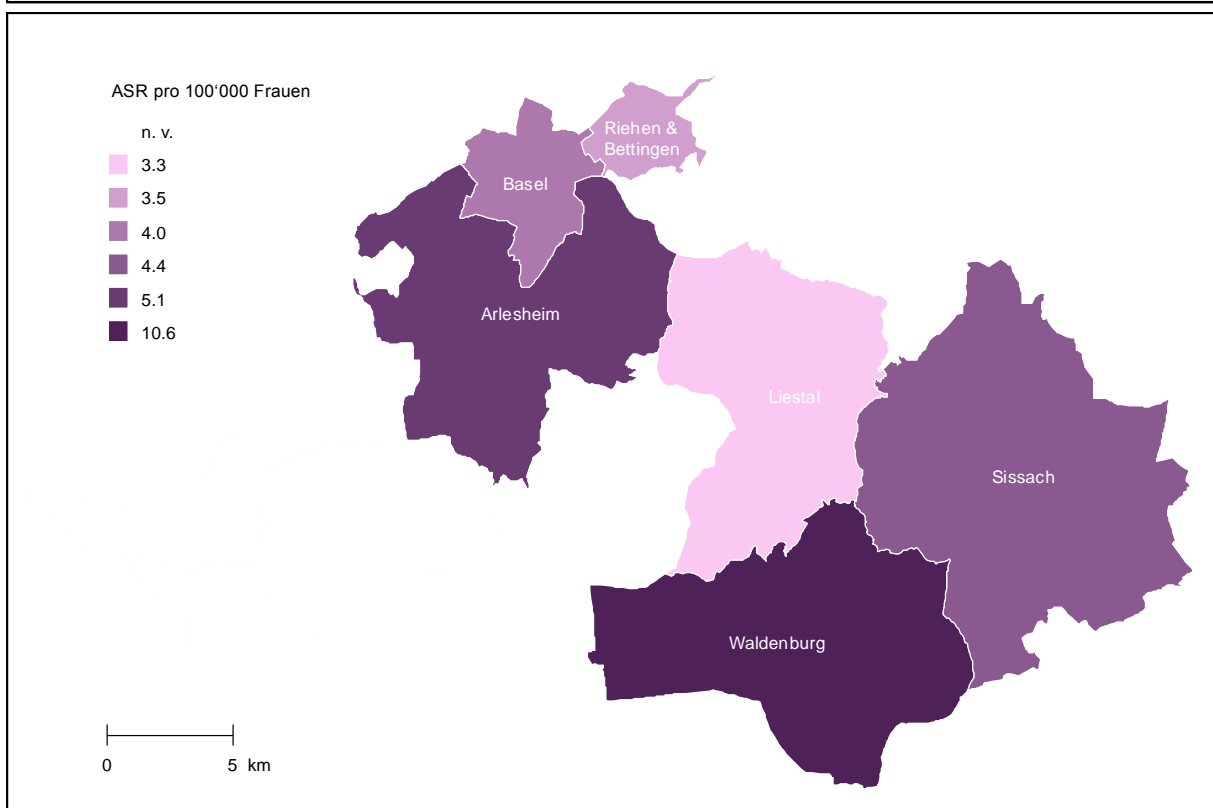 ASR pro 100‘000 Frauen
n. v.
3.3
3.5
4.0
4.4
5.1
10.6
Riehen &
Bettingen
Basel
Arlesheim
Liestal
Sissach
Waldenburg
0 5 km